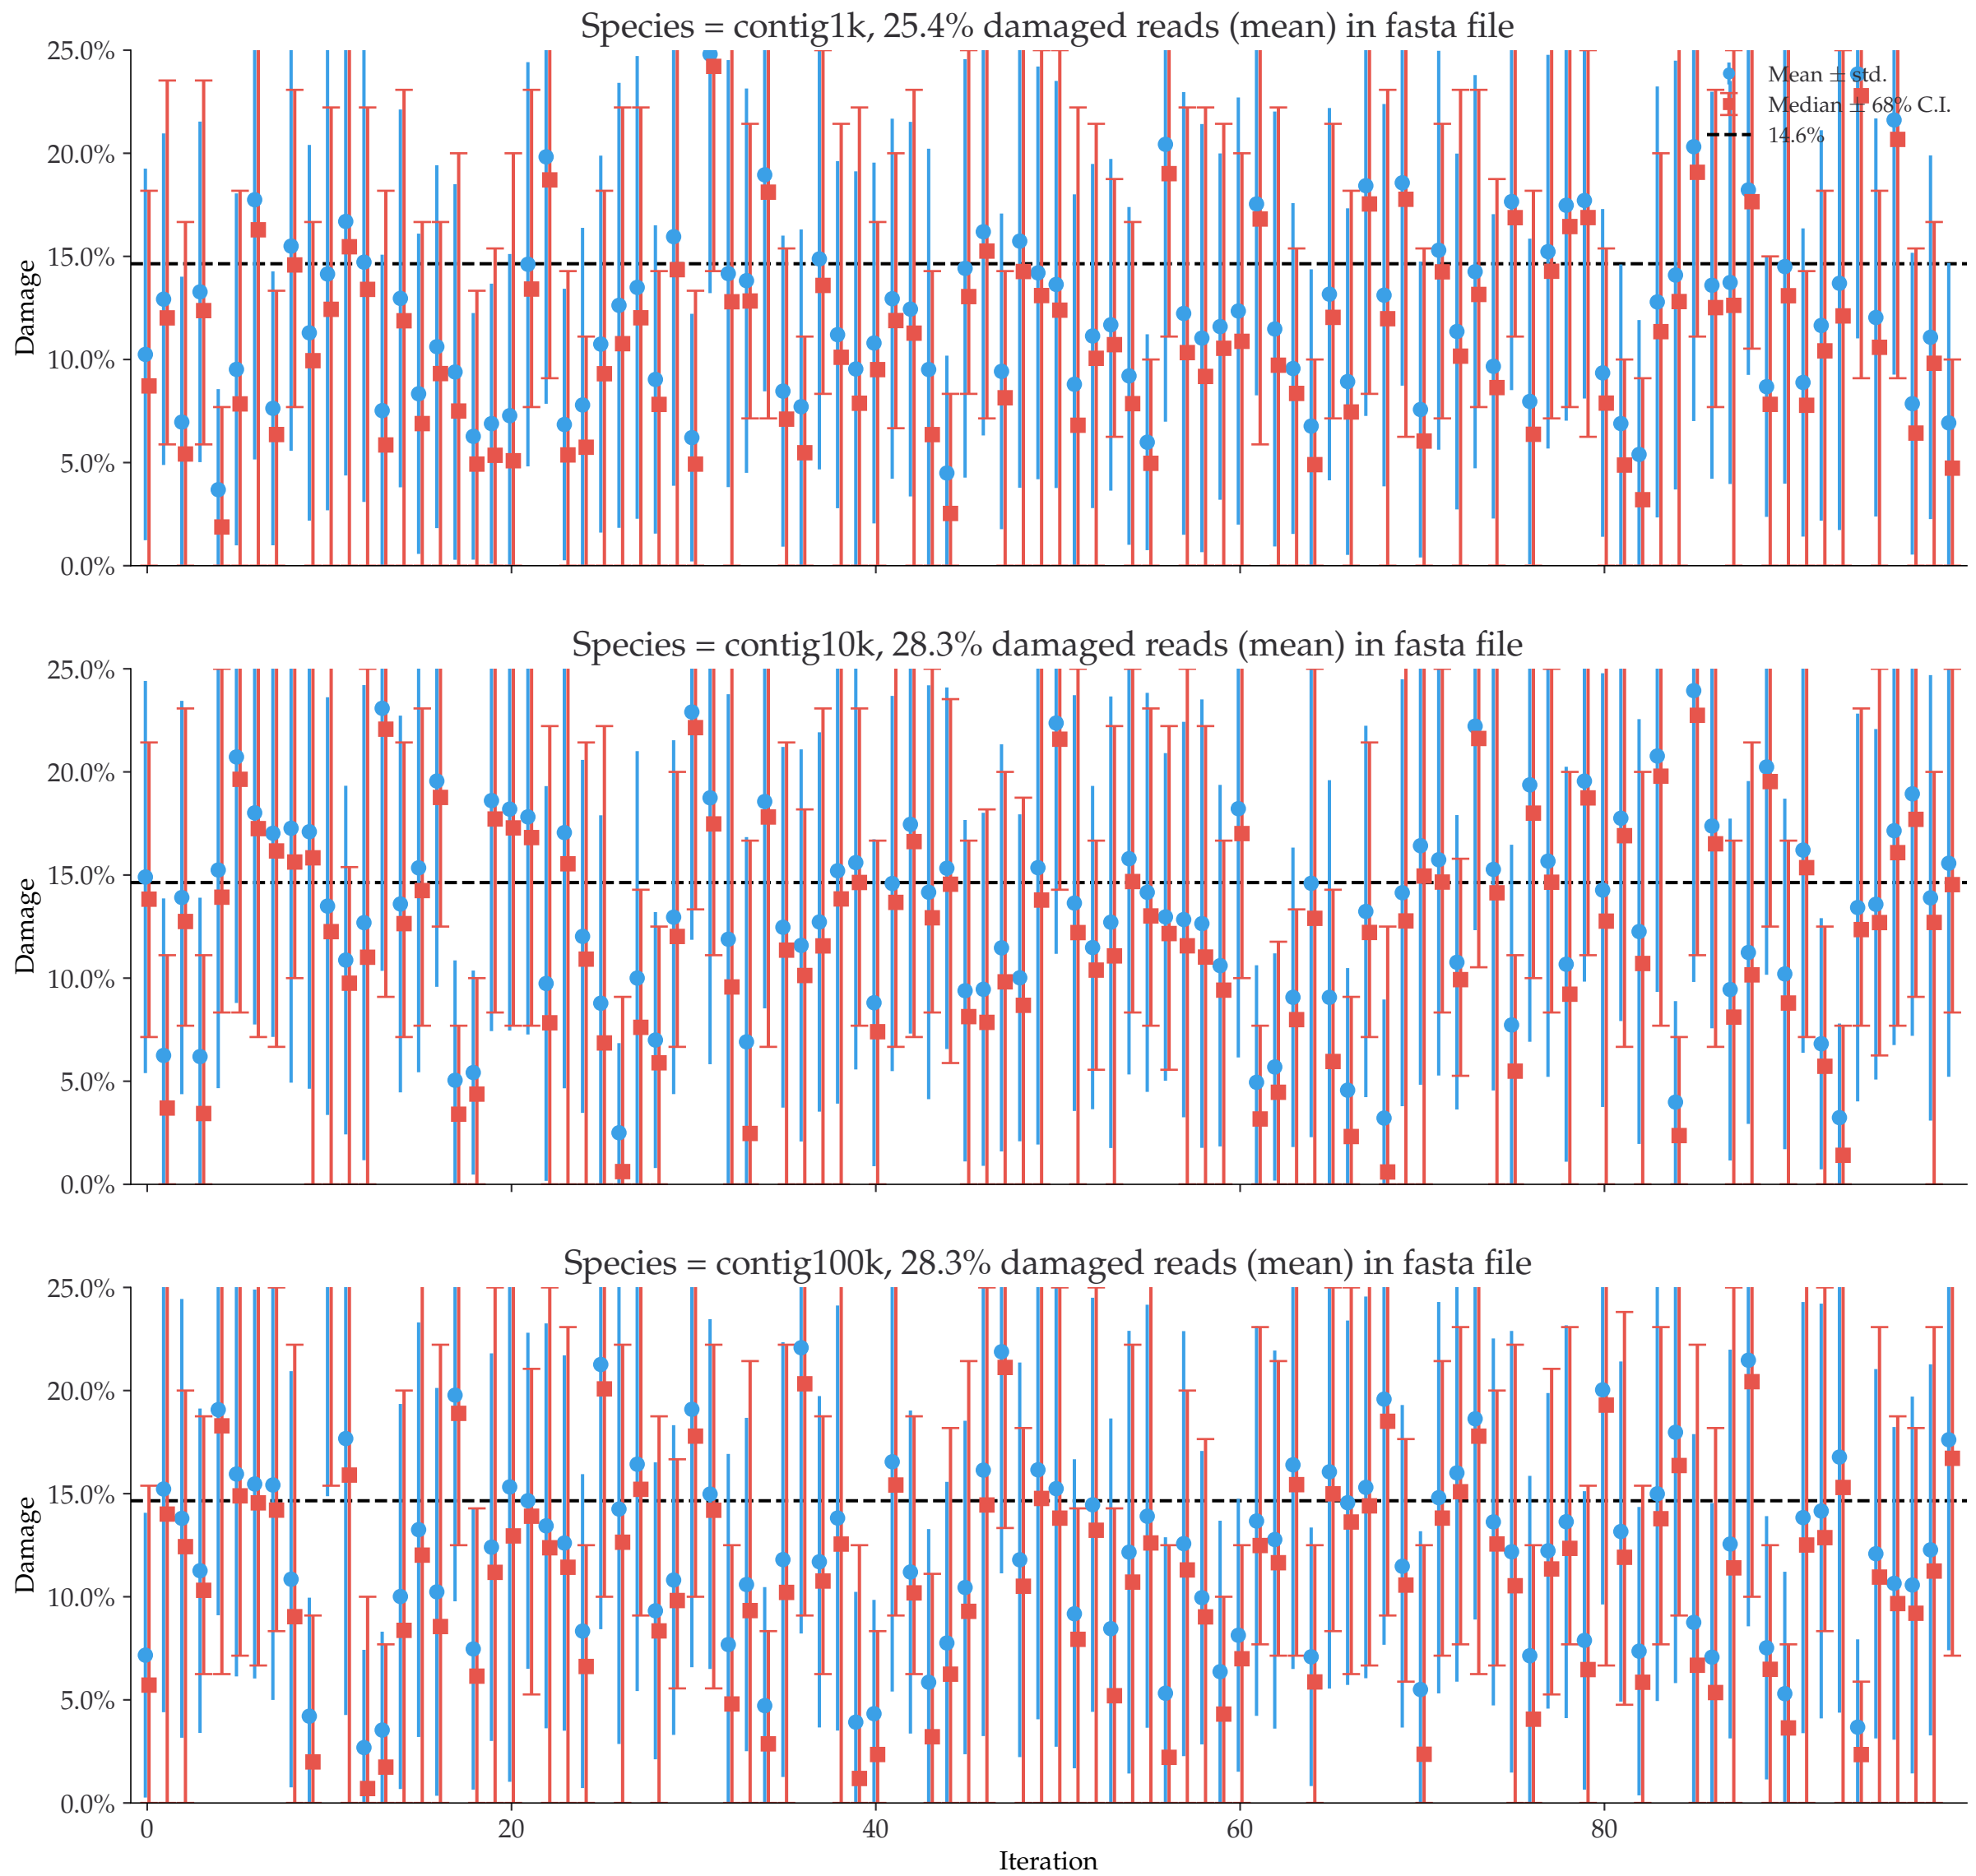 Species = contig1k, 25.4% damaged reads (mean) in fasta file
25.0%
20.0%
15.0%
10.0%
5.0%
0.0%
Damage
Mean ± std.
Median ± 68% C.I.
14.6%
Species = contig10k, 28.3% damaged reads (mean) in fasta file
25.0%
20.0%
15.0%
10.0%
5.0%
0.0%
Damage
Species = contig100k, 28.3% damaged reads (mean) in fasta file
25.0%
20.0%
15.0%
10.0%
5.0%
0.0%
Damage
0 20 40 60 80
Iteration